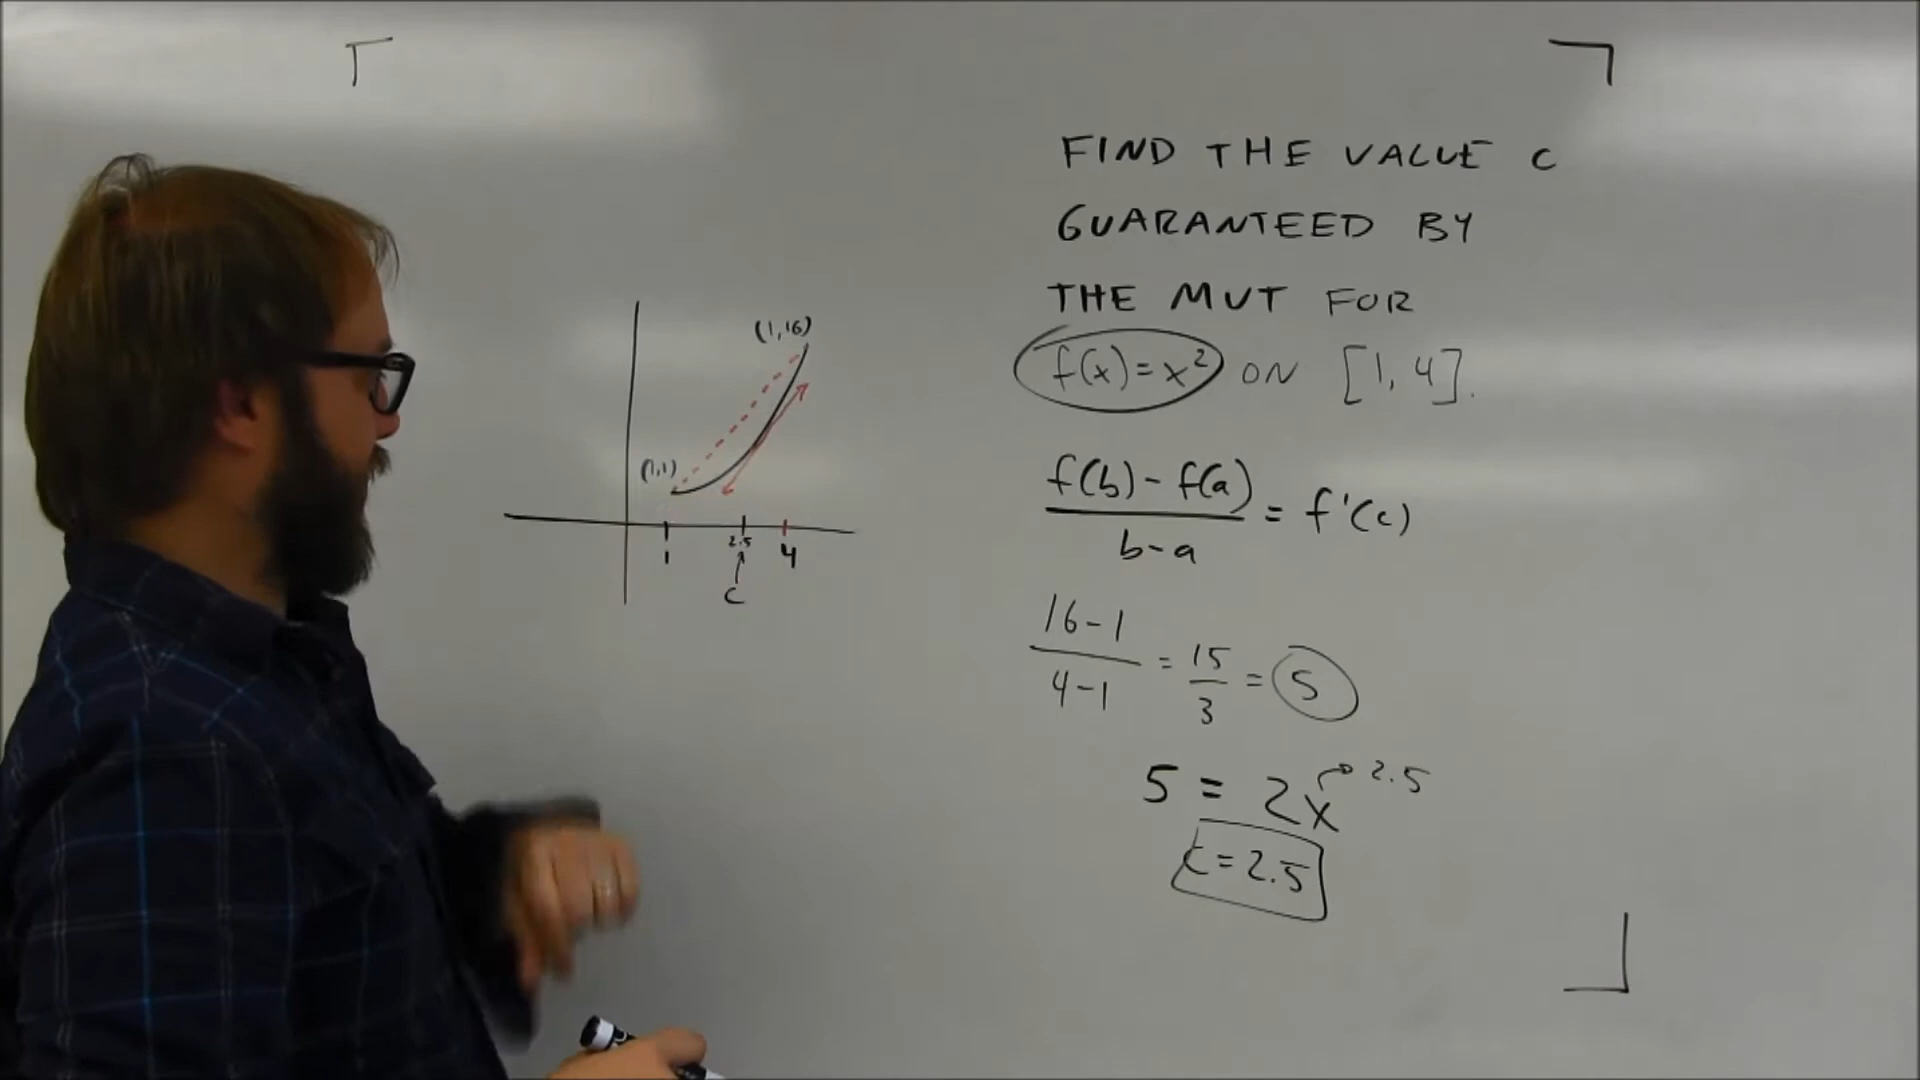 FIND THE VALUE C
GUARANTEED BY
THE MVT FOR
f(x)=x² ON [1,4].
f(b)-f(a)
b-a
= f'(c)
16-1
4-1
= 15
3
= 5
5 = 2x → 2.5
c=2.5
(1,16)
(1,1)
1
2.5
4
C